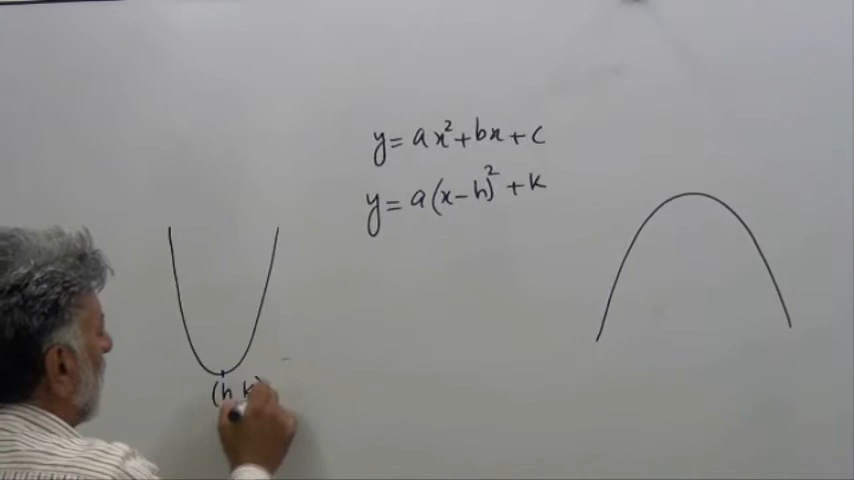 y = ax² + bx + c
y = a(x - h)² + k
(h k)